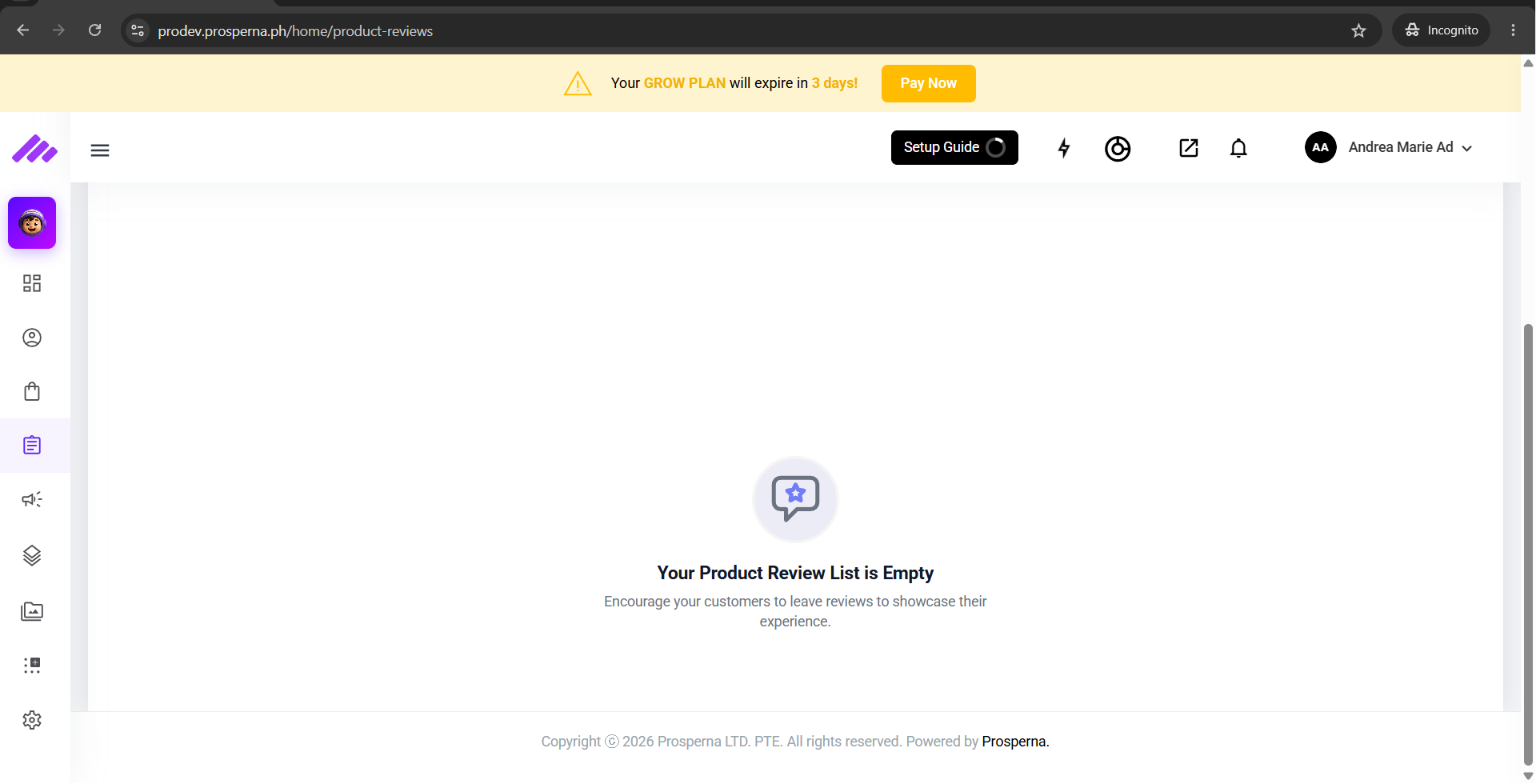 prodev.prosperna.ph/home/product-reviews
Incognito
Your GROW PLAN will expire in 3 days!
Pay Now
Setup Guide
AA
Andrea Marie Ad
Your Product Review List is Empty
Encourage your customers to leave reviews to showcase their
experience.
Copyright Ⓒ 2026 Prosperna LTD. PTE. All rights reserved. Powered by Prosperna.